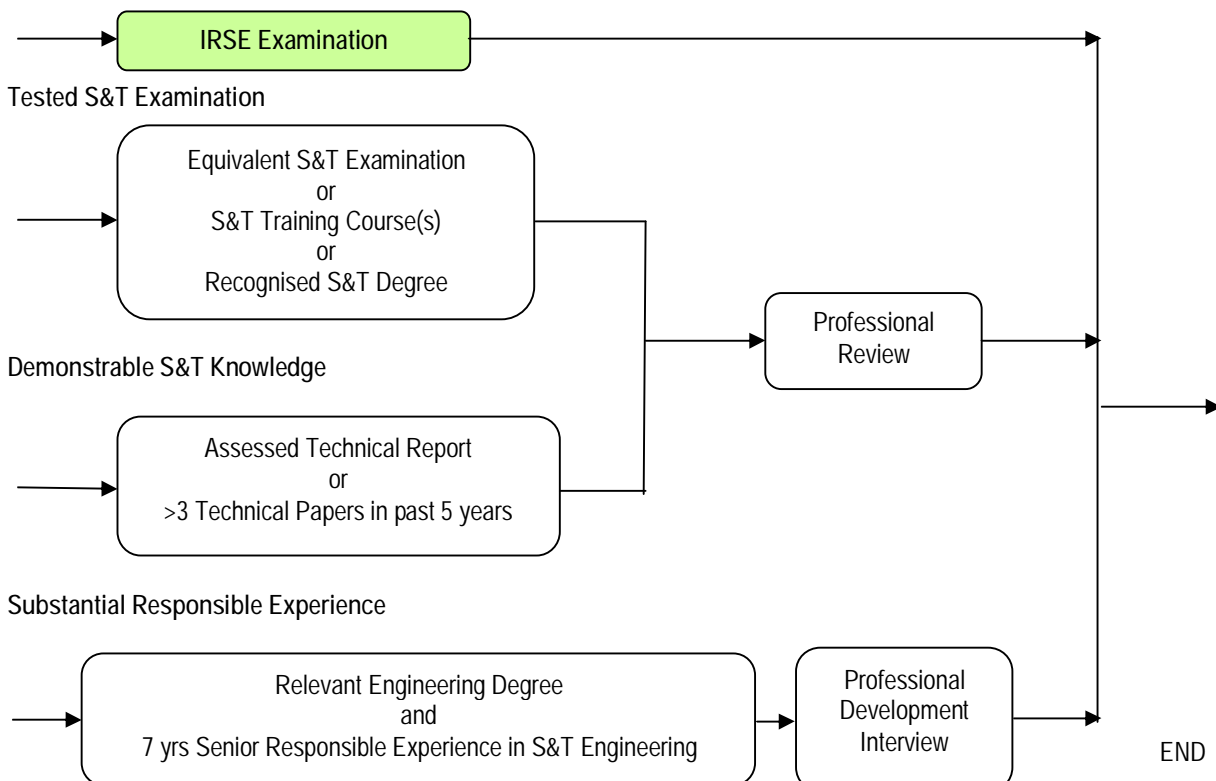 IRSE Examination
Tested S&T Examination
Equivalent S&T Examination
or
S&T Training Course(s)
or
Recognised S&T Degree
Professional
Review
Demonstrable S&T Knowledge
Assessed Technical Report
or
>3 Technical Papers in past 5 years
Substantial Responsible Experience
Relevant Engineering Degree
and
7 yrs Senior Responsible Experience in S&T Engineering
Professional
Development
Interview
END